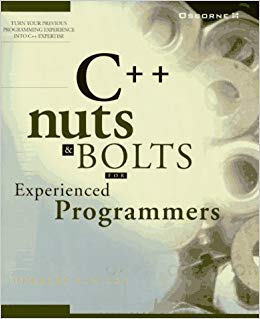 TURN YOUR PREVIOUS
PROGRAMMING EXPERIENCE
INTO C++ EXPERTISE
OSBORNE
C++
nuts
& BOLTS
FOR
Experienced
Programmers